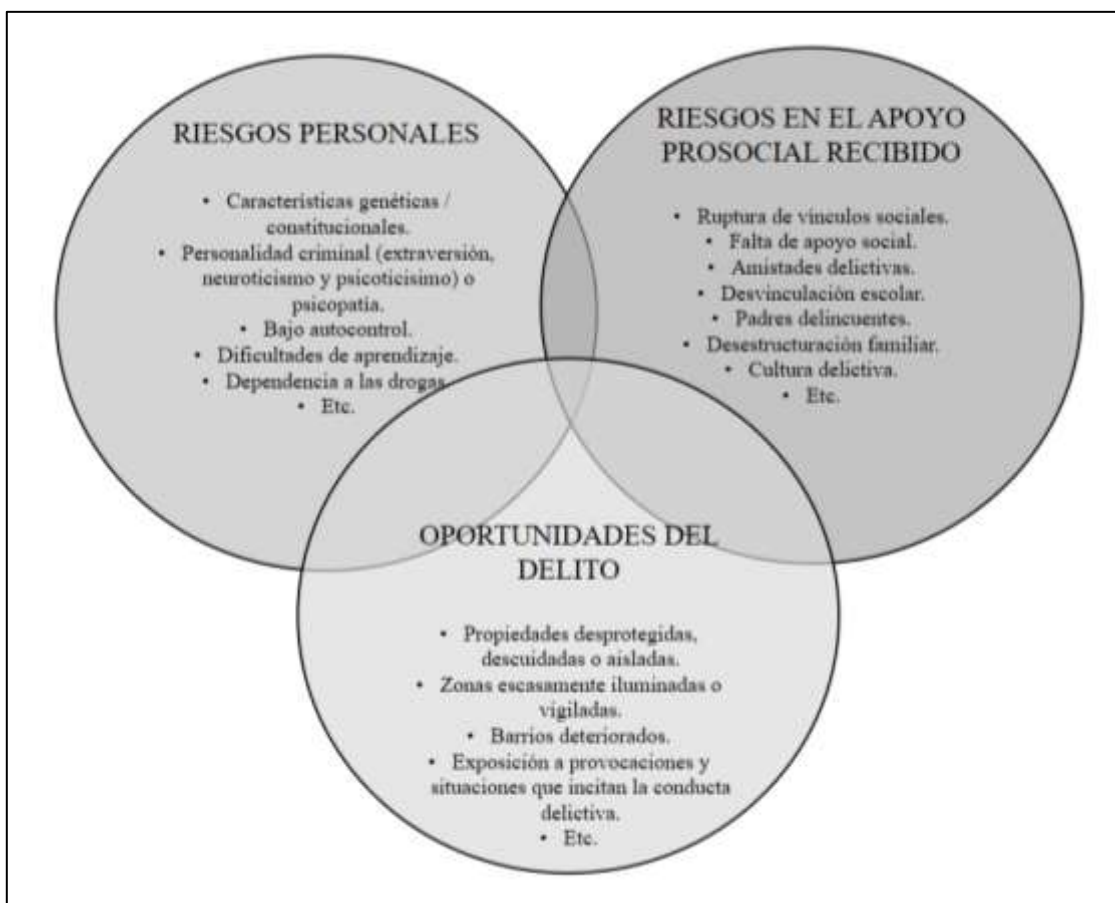 RIESGOS PERSONALES
• Características genéticas /
constitucionales.
• Personalidad criminal (extraversión,
neuroticismo y psicoticisimo) o
psicopatía.
• Bajo autocontrol.
• Dificultades de aprendizaje.
• Dependencia a las drogas.
• Etc.
RIESGOS EN EL APOYO
PROSOCIAL RECIBIDO
• Ruptura de vínculos sociales.
• Falta de apoyo social.
• Amistades delictivas.
• Desvinculación escolar.
• Padres delincuentes.
• Desestructuración familiar.
• Cultura delictiva.
• Etc.
OPORTUNIDADES DEL
DELITO
• Propiedades desprotegidas,
descuidadas o aisladas.
• Zonas escasamente iluminadas o
vigiladas.
• Barrios deteriorados.
• Exposición a provocaciones y
situaciones que incitan la conducta
delictiva.
• Etc.